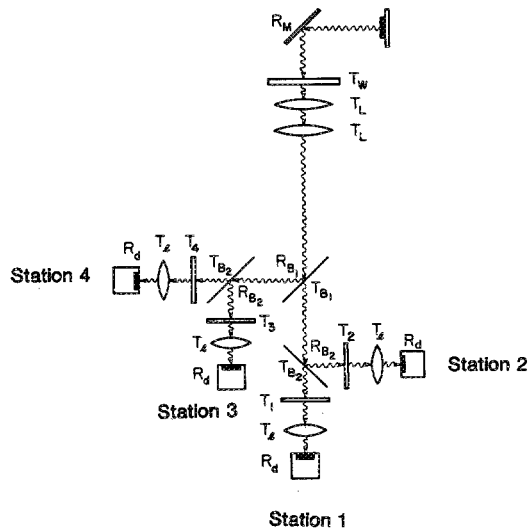 R_M
T_W
T_L
T_L
R_d
T_ℓ
T_4
T_B₂
R_B₁
Station 4
R_B₂
T_B₁
T_3
T_ℓ
R_B₂
T_2
T_ℓ
R_d
R_d
T_B₂
Station 2
Station 3
T_1
T_ℓ
R_d
Station 1